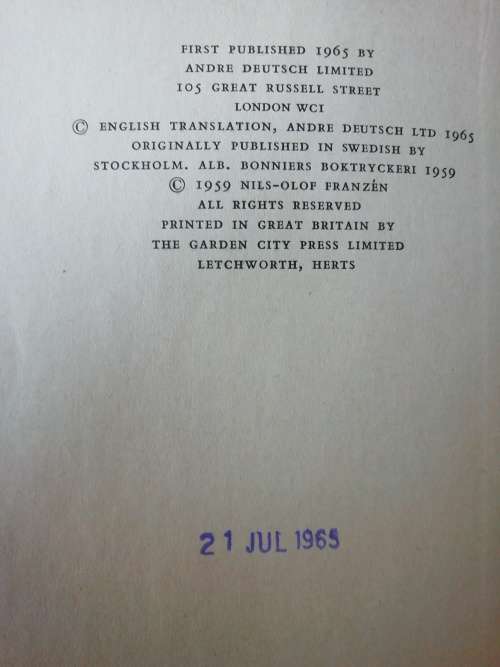 FIRST PUBLISHED 1965 BY
ANDRE DEUTSCH LIMITED
105 GREAT RUSSELL STREET
LONDON WC1
© ENGLISH TRANSLATION, ANDRE DEUTSCH LTD 1965
ORIGINALLY PUBLISHED IN SWEDISH BY
STOCKHOLM. ALB. BONNIERS BOKTRYCKERI 1959
© 1959 NILS-OLOF FRANZÉN
ALL RIGHTS RESERVED
PRINTED IN GREAT BRITAIN BY
THE GARDEN CITY PRESS LIMITED
LETCHWORTH, HERTS
21 JUL 1965